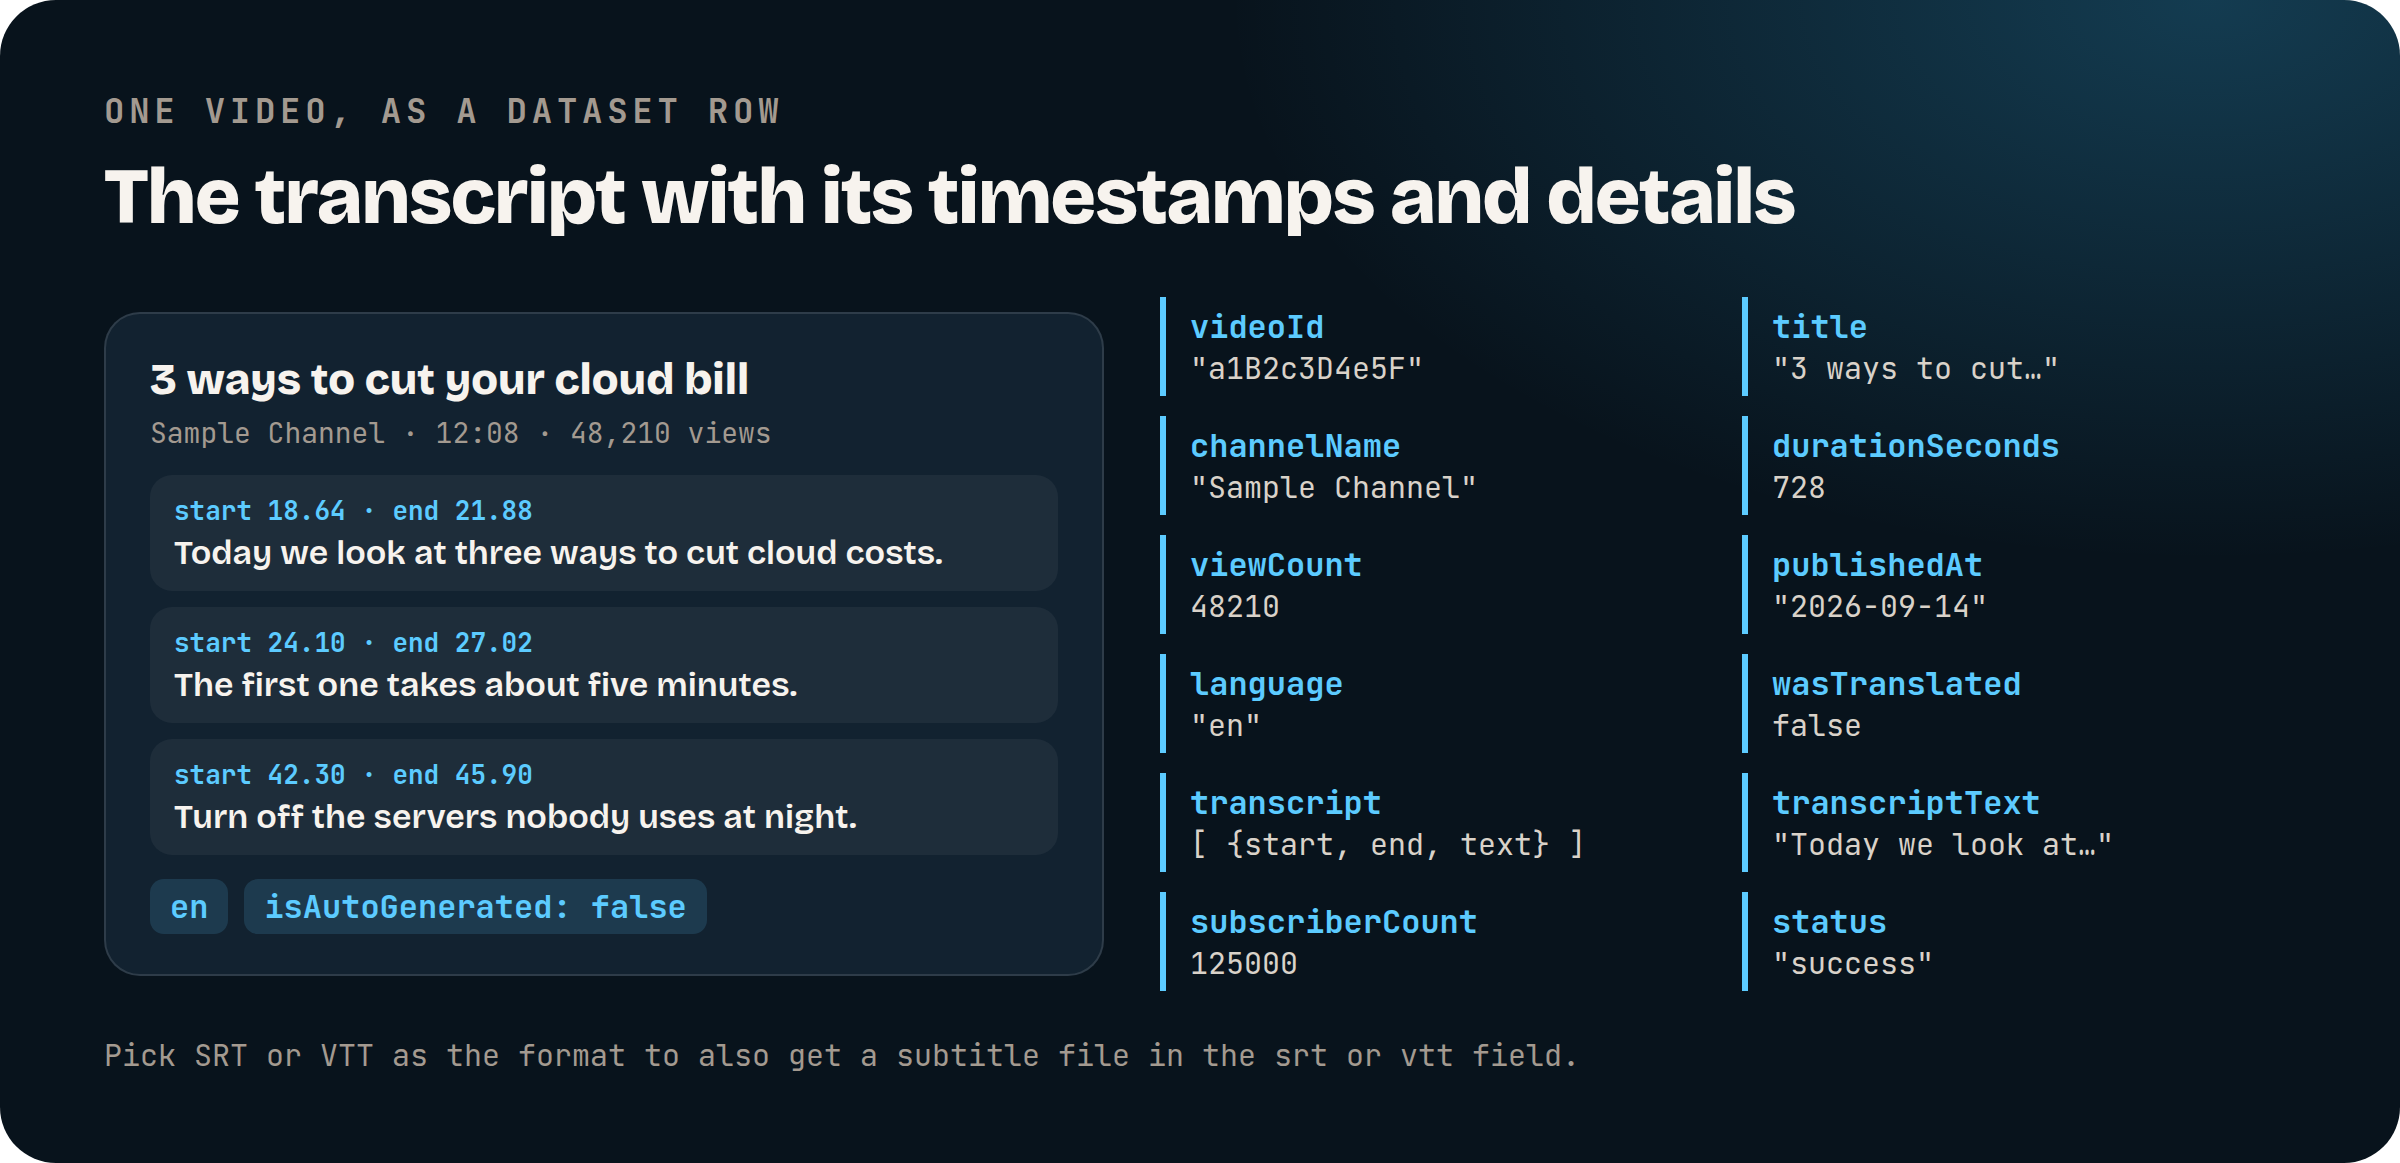 ONE VIDEO, AS A DATASET ROW
The transcript with its timestamps and details
3 ways to cut your cloud bill
Sample Channel · 12:08 · 48,210 views
start 18.64 · end 21.88
Today we look at three ways to cut cloud costs.
start 24.10 · end 27.02
The first one takes about five minutes.
start 42.30 · end 45.90
Turn off the servers nobody uses at night.
en
isAutoGenerated: false
videoId
"a1B2c3D4e5F"
title
"3 ways to cut…"
channelName
"Sample Channel"
durationSeconds
728
viewCount
48210
publishedAt
"2026-09-14"
language
"en"
wasTranslated
false
transcript
[ {start, end, text} ]
transcriptText
"Today we look at…"
subscriberCount
125000
status
"success"
Pick SRT or VTT as the format to also get a subtitle file in the srt or vtt field.